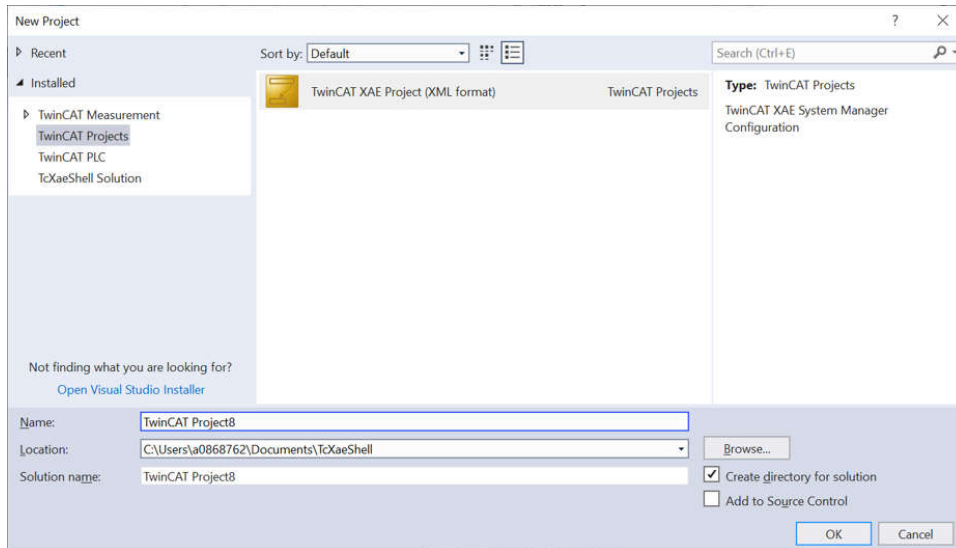 New Project
Recent
Sort by: Default
Search (Ctrl+E)
Installed
TwinCAT Measurement
TwinCAT Projects
TwinCAT PLC
TcXaeShell Solution
TwinCAT XAE Project (XML format) TwinCAT Projects
Type: TwinCAT Projects
TwinCAT XAE System Manager
Configuration
Not finding what you are looking for?
Open Visual Studio Installer
Name: TwinCAT Project8
Location: C:\Users\a0868762\Documents\TcXaeShell
Browse...
Solution name: TwinCAT Project8
Create directory for solution
Add to Source Control
OK Cancel